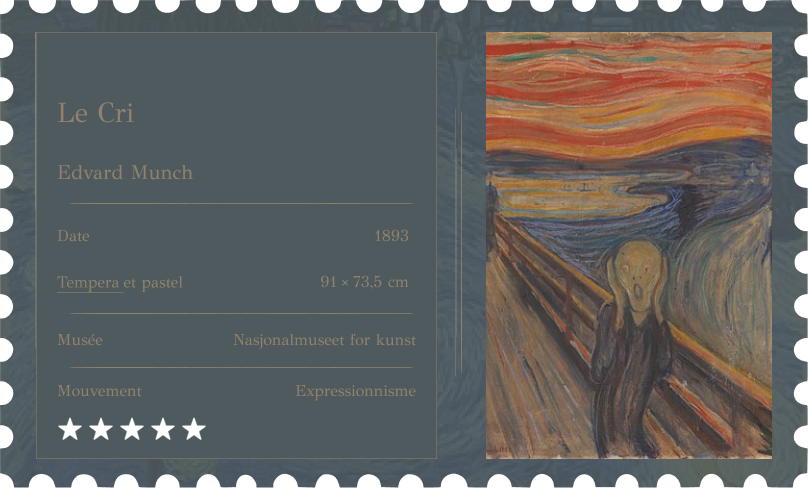 Le Cri
Edvard Munch
Date 1893
Tempera et pastel 91 × 73,5 cm
Musée Nasjonalmuseet for kunst
Mouvement Expressionnisme